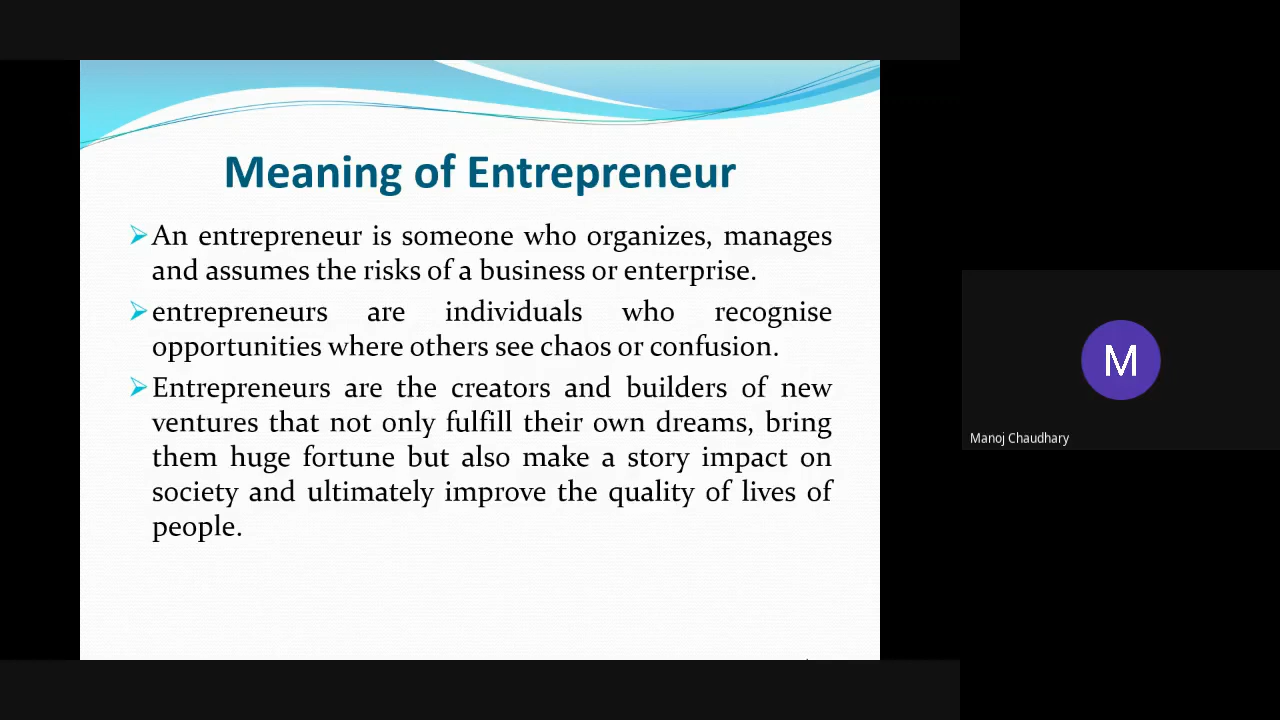 Meaning of Entrepreneur
An entrepreneur is someone who organizes, manages
and assumes the risks of a business or enterprise.
entrepreneurs are individuals who recognise
opportunities where others see chaos or confusion.
Entrepreneurs are the creators and builders of new
ventures that not only fulfill their own dreams, bring
them huge fortune but also make a story impact on
society and ultimately improve the quality of lives of
people.
M
Manoj Chaudhary